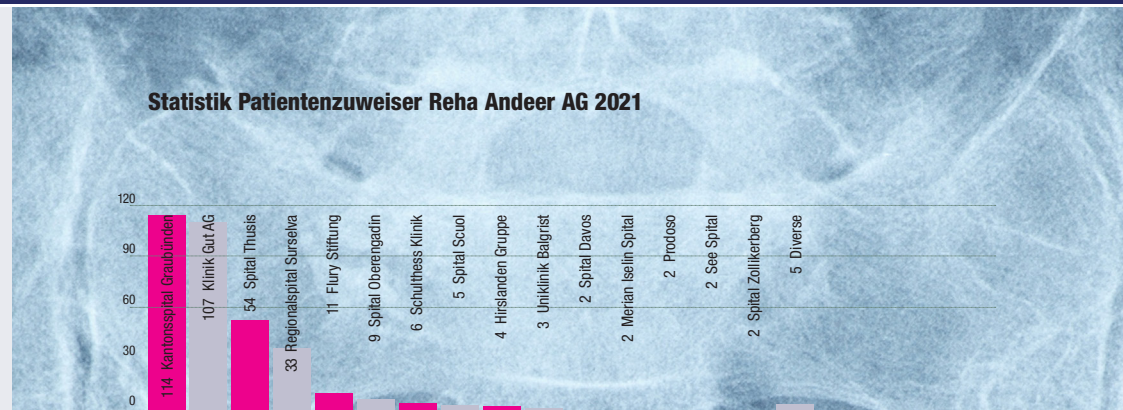 Statistik Patientenzuweiser Reha Andeer AG 2021
120
90
60
30
0
114 Kantonsspital Graubünden
107 Klinik Gut AG
54 Spital Thusis
33 Regionalspital Surselva
11 Flury Stiftung
9 Spital Oberengadin
6 Schulthess Klinik
5 Spital Scuol
4 Hirslanden Gruppe
3 Uniklinik Balgrist
2 Spital Davos
2 Merian Iselin Spital
2 Prodoso
2 See Spital
2 Spital Zollikerberg
5 Diverse